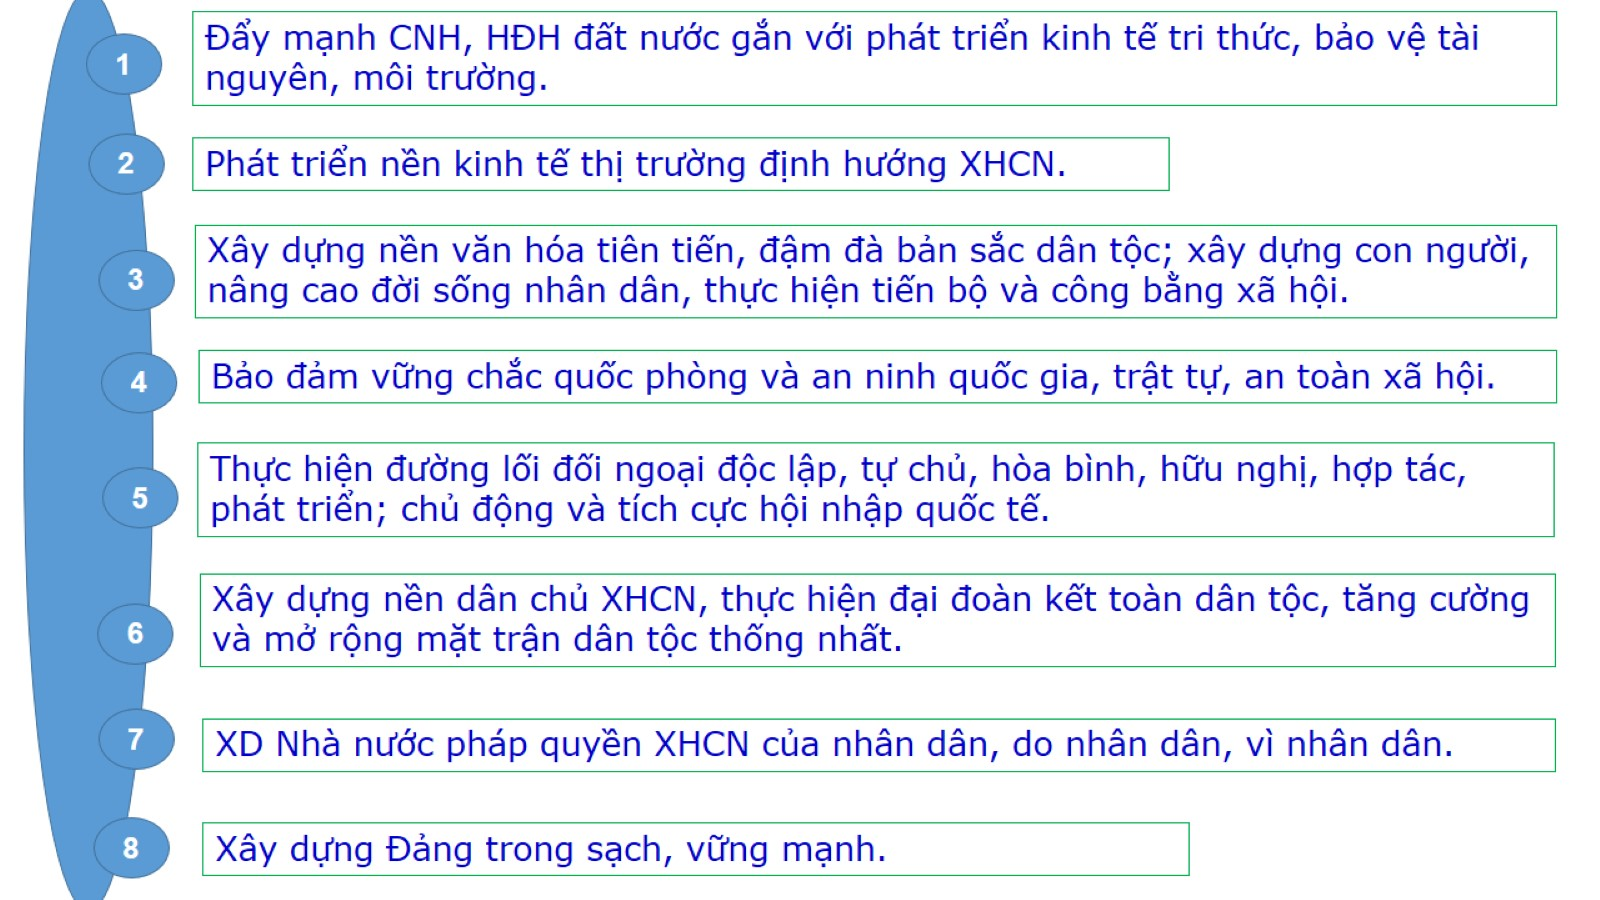 1
Đẩy mạnh CNH, HĐH đất nước gắn với phát triển kinh tế tri thức, bảo vệ tài
nguyên, môi trường.
2
Phát triển nền kinh tế thị trường định hướng XHCN.
3
Xây dựng nền văn hóa tiên tiến, đậm đà bản sắc dân tộc; xây dựng con người,
nâng cao đời sống nhân dân, thực hiện tiến bộ và công bằng xã hội.
4
Bảo đảm vững chắc quốc phòng và an ninh quốc gia, trật tự, an toàn xã hội.
5
Thực hiện đường lối đối ngoại độc lập, tự chủ, hòa bình, hữu nghị, hợp tác,
phát triển; chủ động và tích cực hội nhập quốc tế.
6
Xây dựng nền dân chủ XHCN, thực hiện đại đoàn kết toàn dân tộc, tăng cường
và mở rộng mặt trận dân tộc thống nhất.
7
XD Nhà nước pháp quyền XHCN của nhân dân, do nhân dân, vì nhân dân.
8
Xây dựng Đảng trong sạch, vững mạnh.